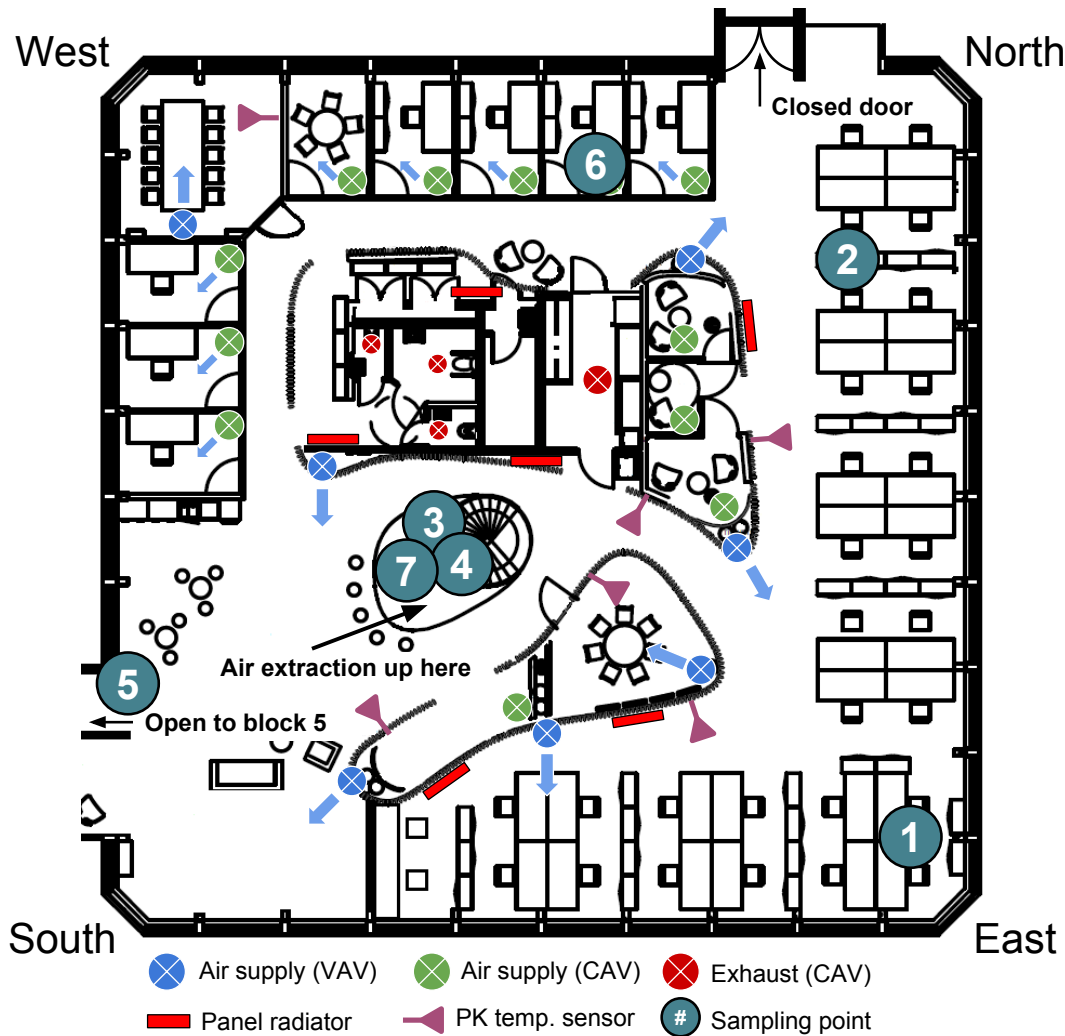 West
North
Closed door
6
2
3
7
4
Air extraction up here
5
Open to block 5
1
South
East
Air supply (VAV)
Air supply (CAV)
Exhaust (CAV)
Panel radiator
PK temp. sensor
# Sampling point